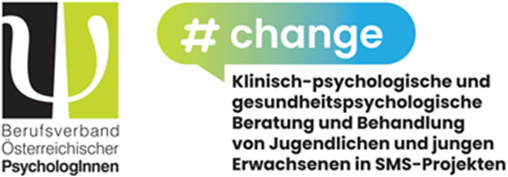 Ψ
Berufsverband
Österreichischer
PsychologInnen
# change
Klinisch-psychologische und
gesundheitspsychologische
Beratung und Behandlung
von Jugendlichen und jungen
Erwachsenen in SMS-Projekten